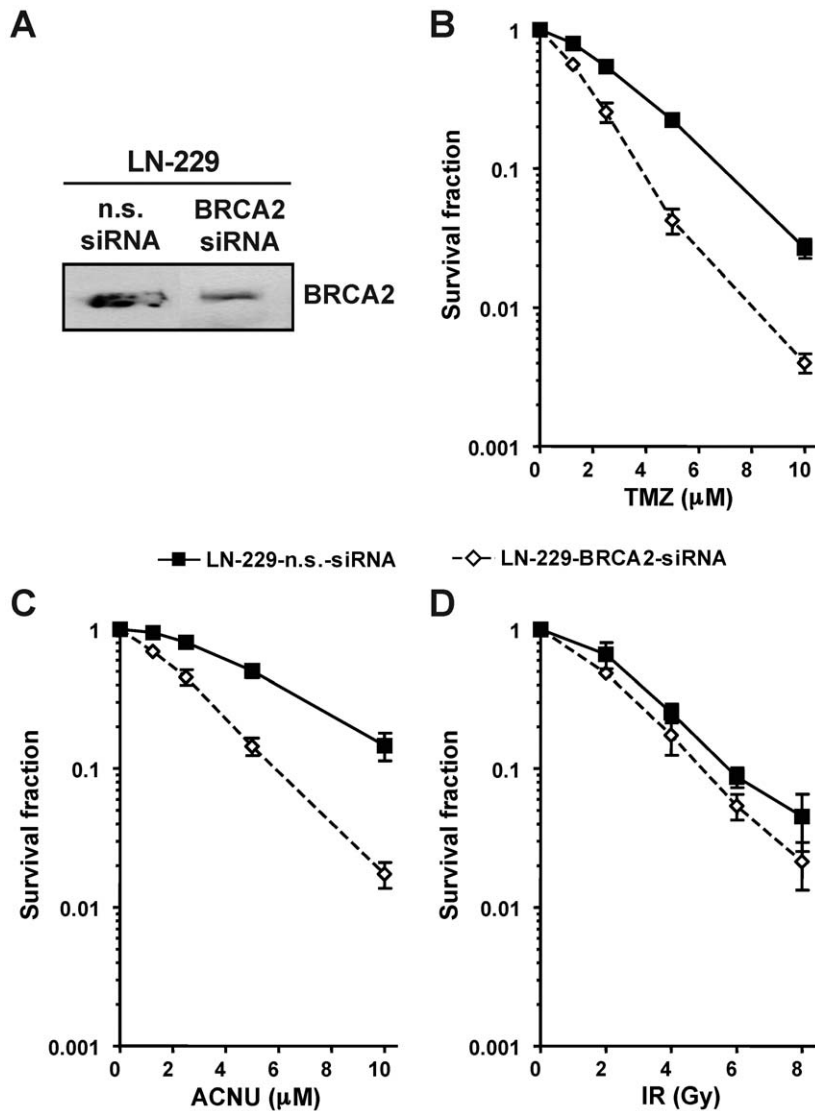 A
LN-229
n.s. siRNA
BRCA2 siRNA
BRCA2
B
Survival fraction
1
0.1
0.01
0.001
0 2 4 6 8 10
TMZ (μM)
LN-229-n.s.-siRNA
LN-229-BRCA2-siRNA
C
Survival fraction
1
0.1
0.01
0.001
0 2 4 6 8 10
ACNU (μM)
D
Survival fraction
1
0.1
0.01
0.001
0 2 4 6 8
IR (Gy)